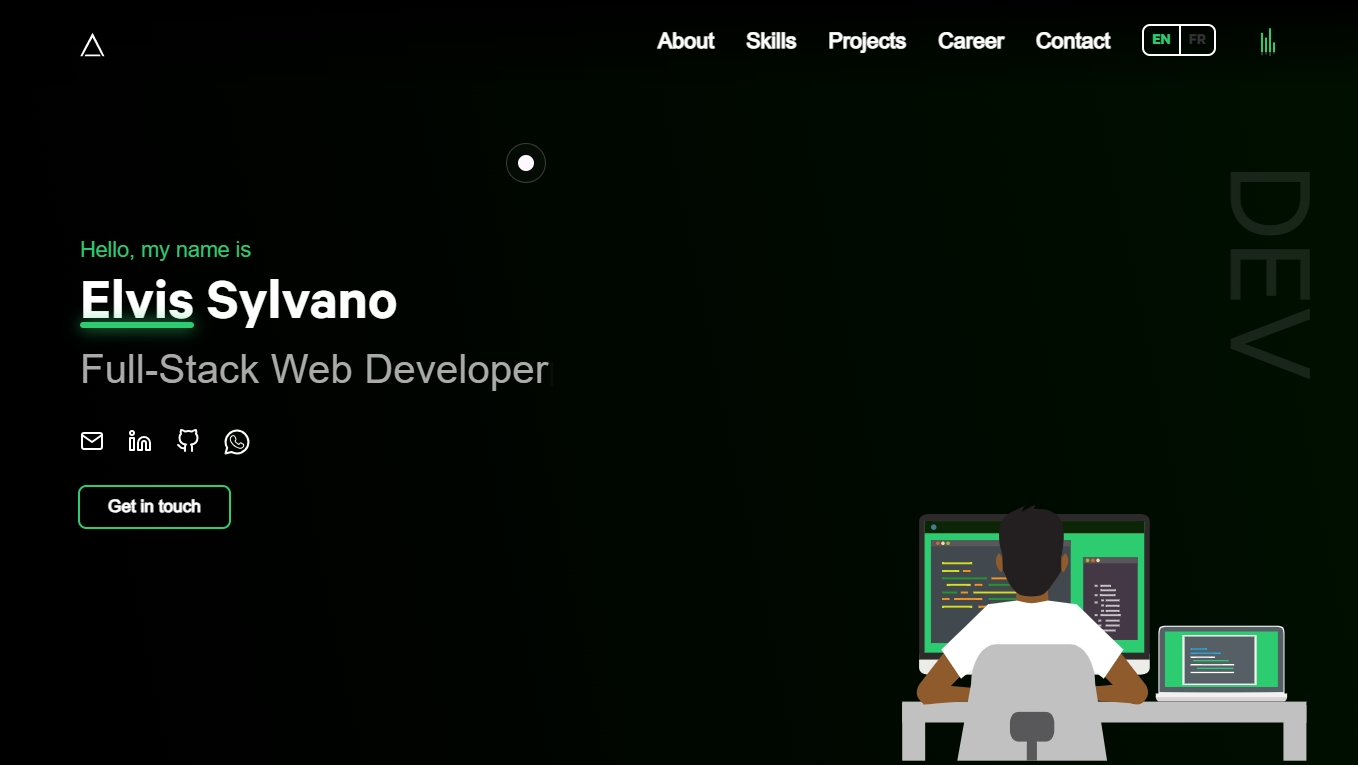 About Skills Projects Career Contact EN FR
DEV
Hello, my name is
Elvis Sylvano
Full-Stack Web Developer
Get in touch